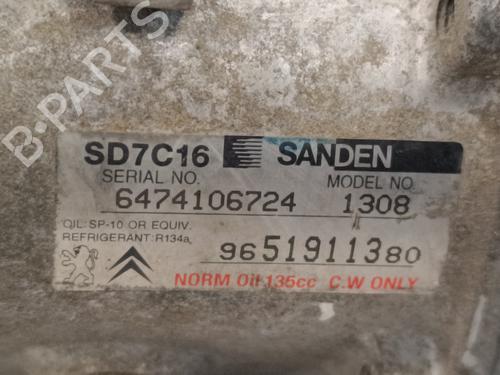 B-PARTS
SD7C16 SANDEN
SERIAL NO. MODEL NO.
6474106724 1308
OIL: SP-10 OR EQUIV.
REFRIGERANT: R134a
9651911380
NORM Oil 135cc C.W ONLY